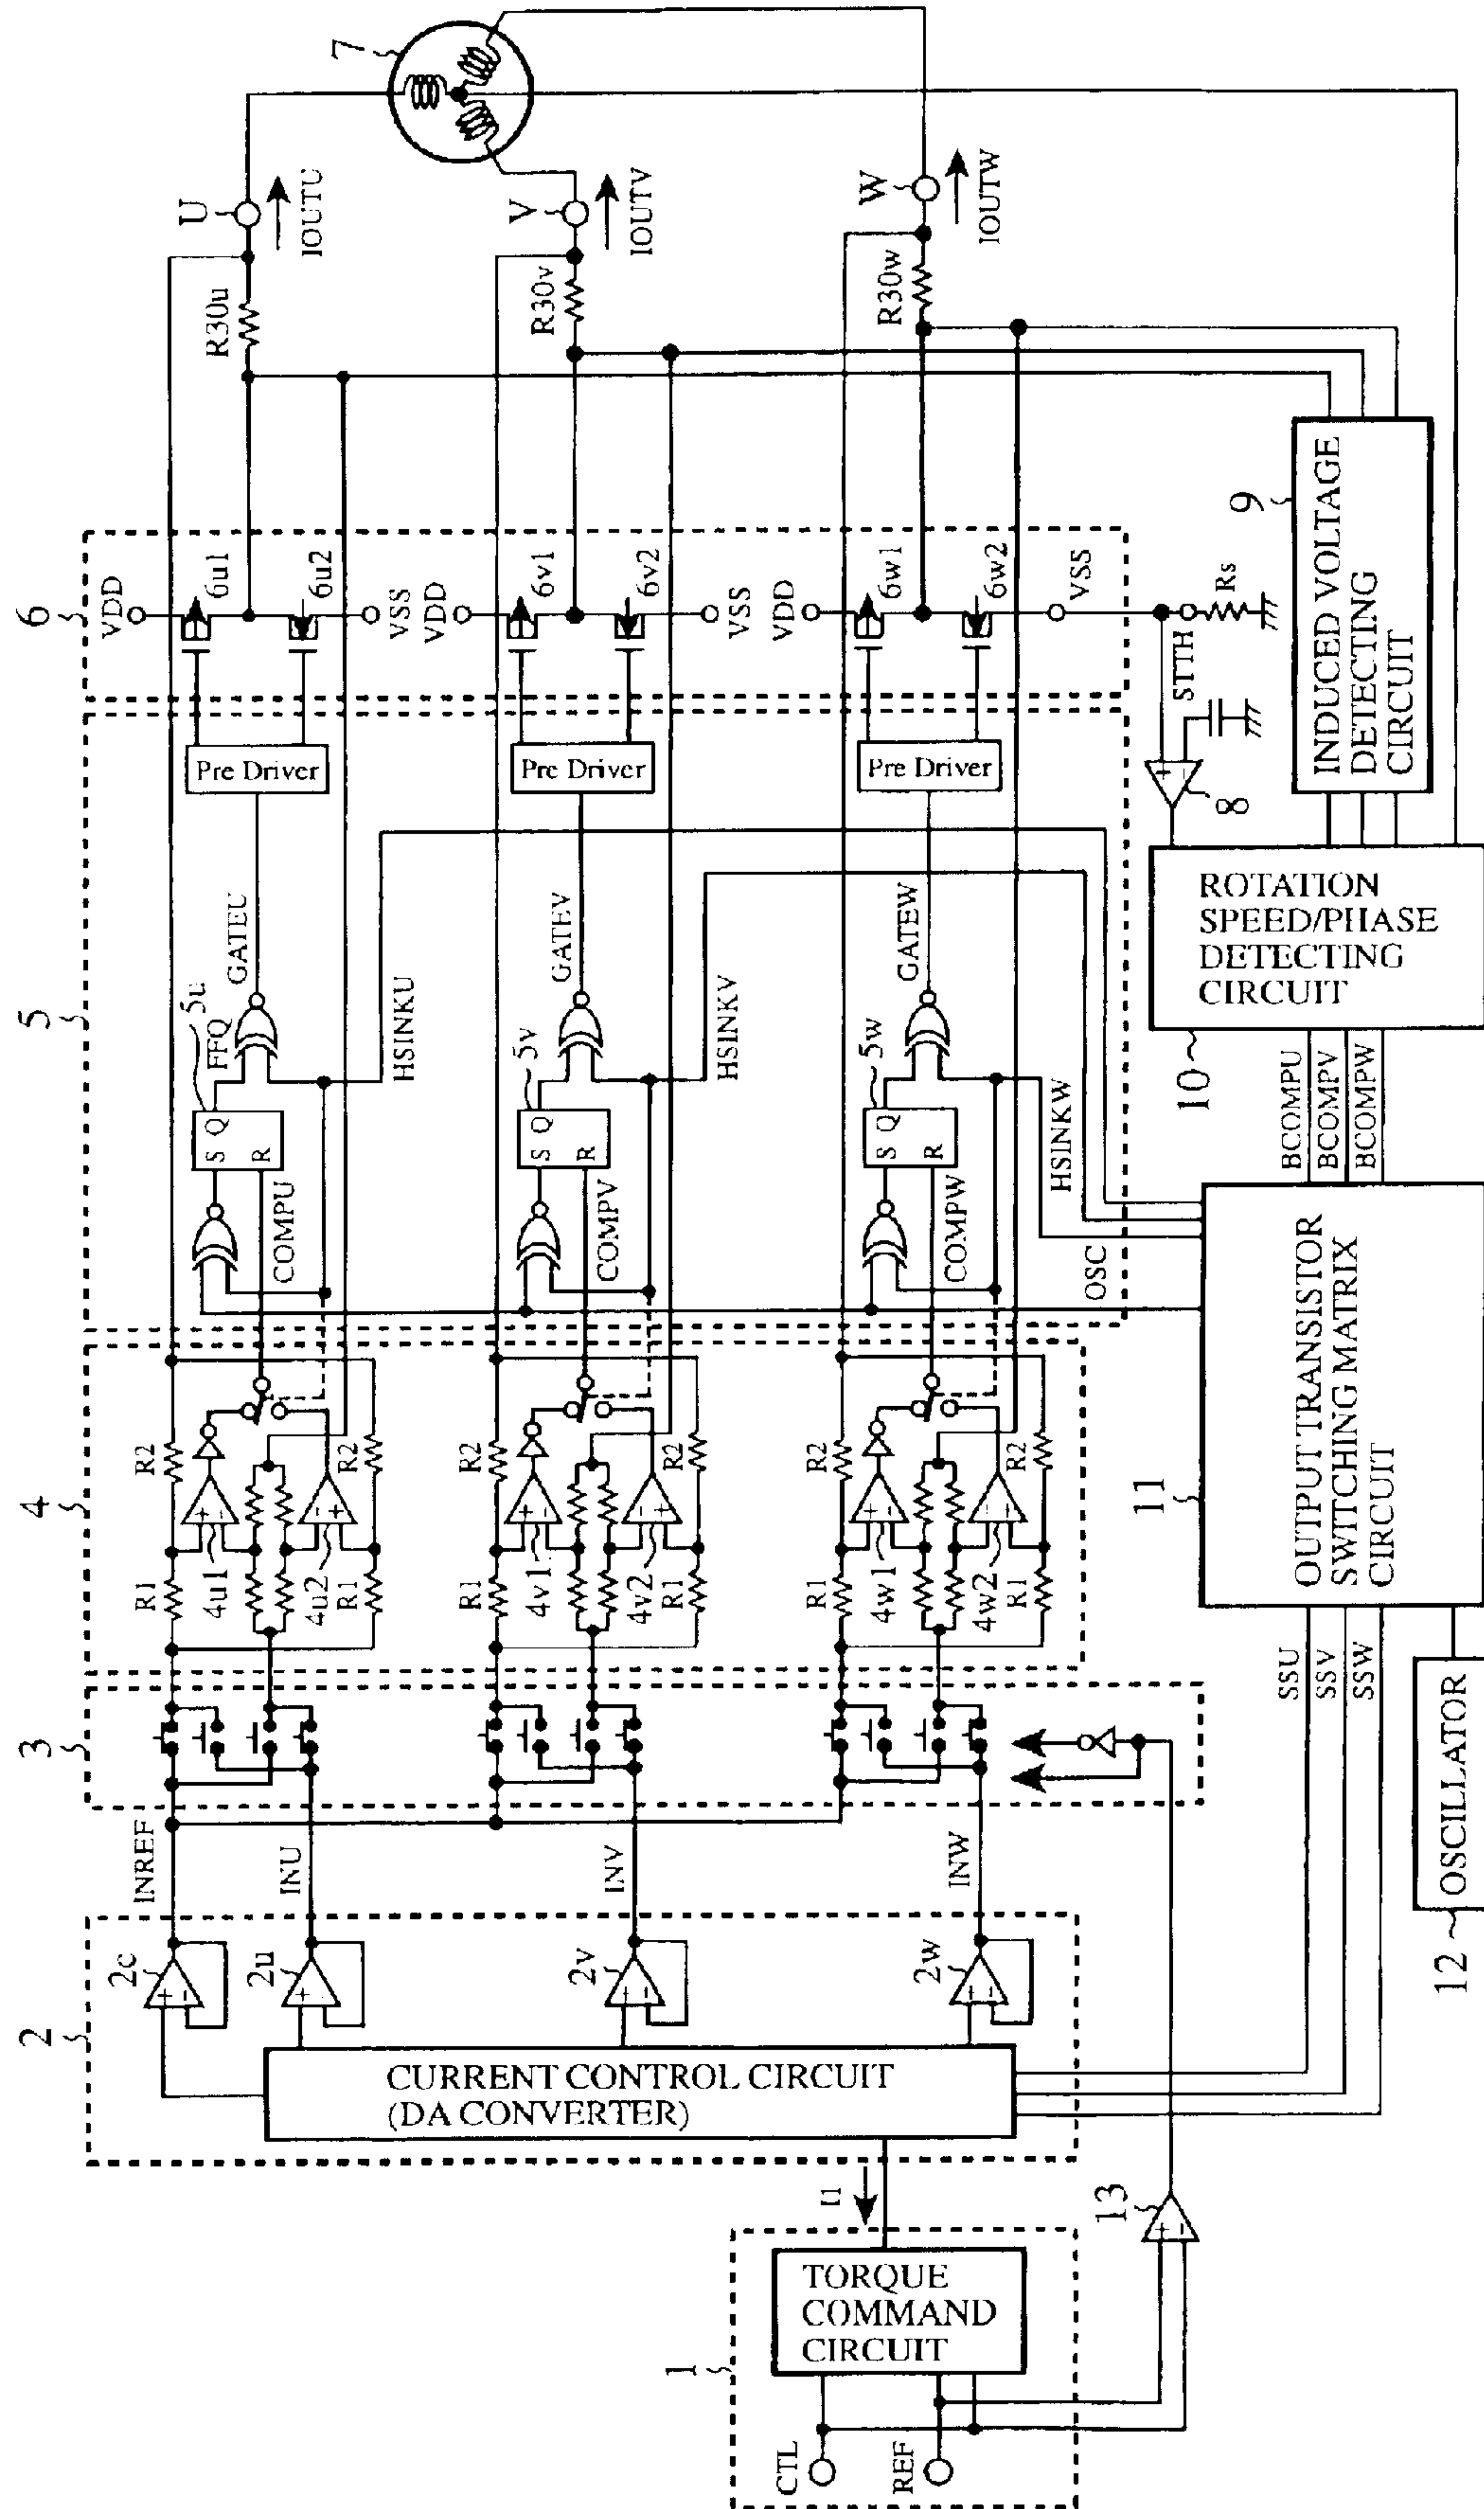 1
CTL
REF
TORQUE
COMMAND
CIRCUIT
I1
13
+
−
2
CURRENT CONTROL CIRCUIT
(DA CONVERTER)
2c
+
−
2u
+
−
2v
+
−
2w
+
−
INREF
INU
INV
INW
3
4
R1
R2
4u1
+
−
4u2
+
−
R1
R2
R1
R2
4v1
+
−
4v2
+
−
R1
R2
R1
R2
4w1
+
−
4w2
+
−
R1
R2
5
COMPU
S Q
R
FFQ
5u
GATEU
HSINKU
Pre Driver
COMPV
S Q
R
5v
GATEV
HSINKV
Pre Driver
COMPW
S Q
R
5w
GATEW
HSINKW
Pre Driver
OSC
6
VDD
6u1
6u2
VSS
VDD
6v1
6v2
VSS
VDD
6w1
6w2
VSS
R30u
U
IOUTU
R30v
V
IOUTV
R30w
W
IOUTW
7
STTH
Rs
+
−
8
9
INDUCED VOLTAGE
DETECTING
CIRCUIT
10
ROTATION
SPEED/PHASE
DETECTING
CIRCUIT
BCOMPU
BCOMPV
BCOMPW
11
OUTPUT TRANSISTOR
SWITCHING MATRIX
CIRCUIT
SSU
SSV
SSW
12
OSCILLATOR